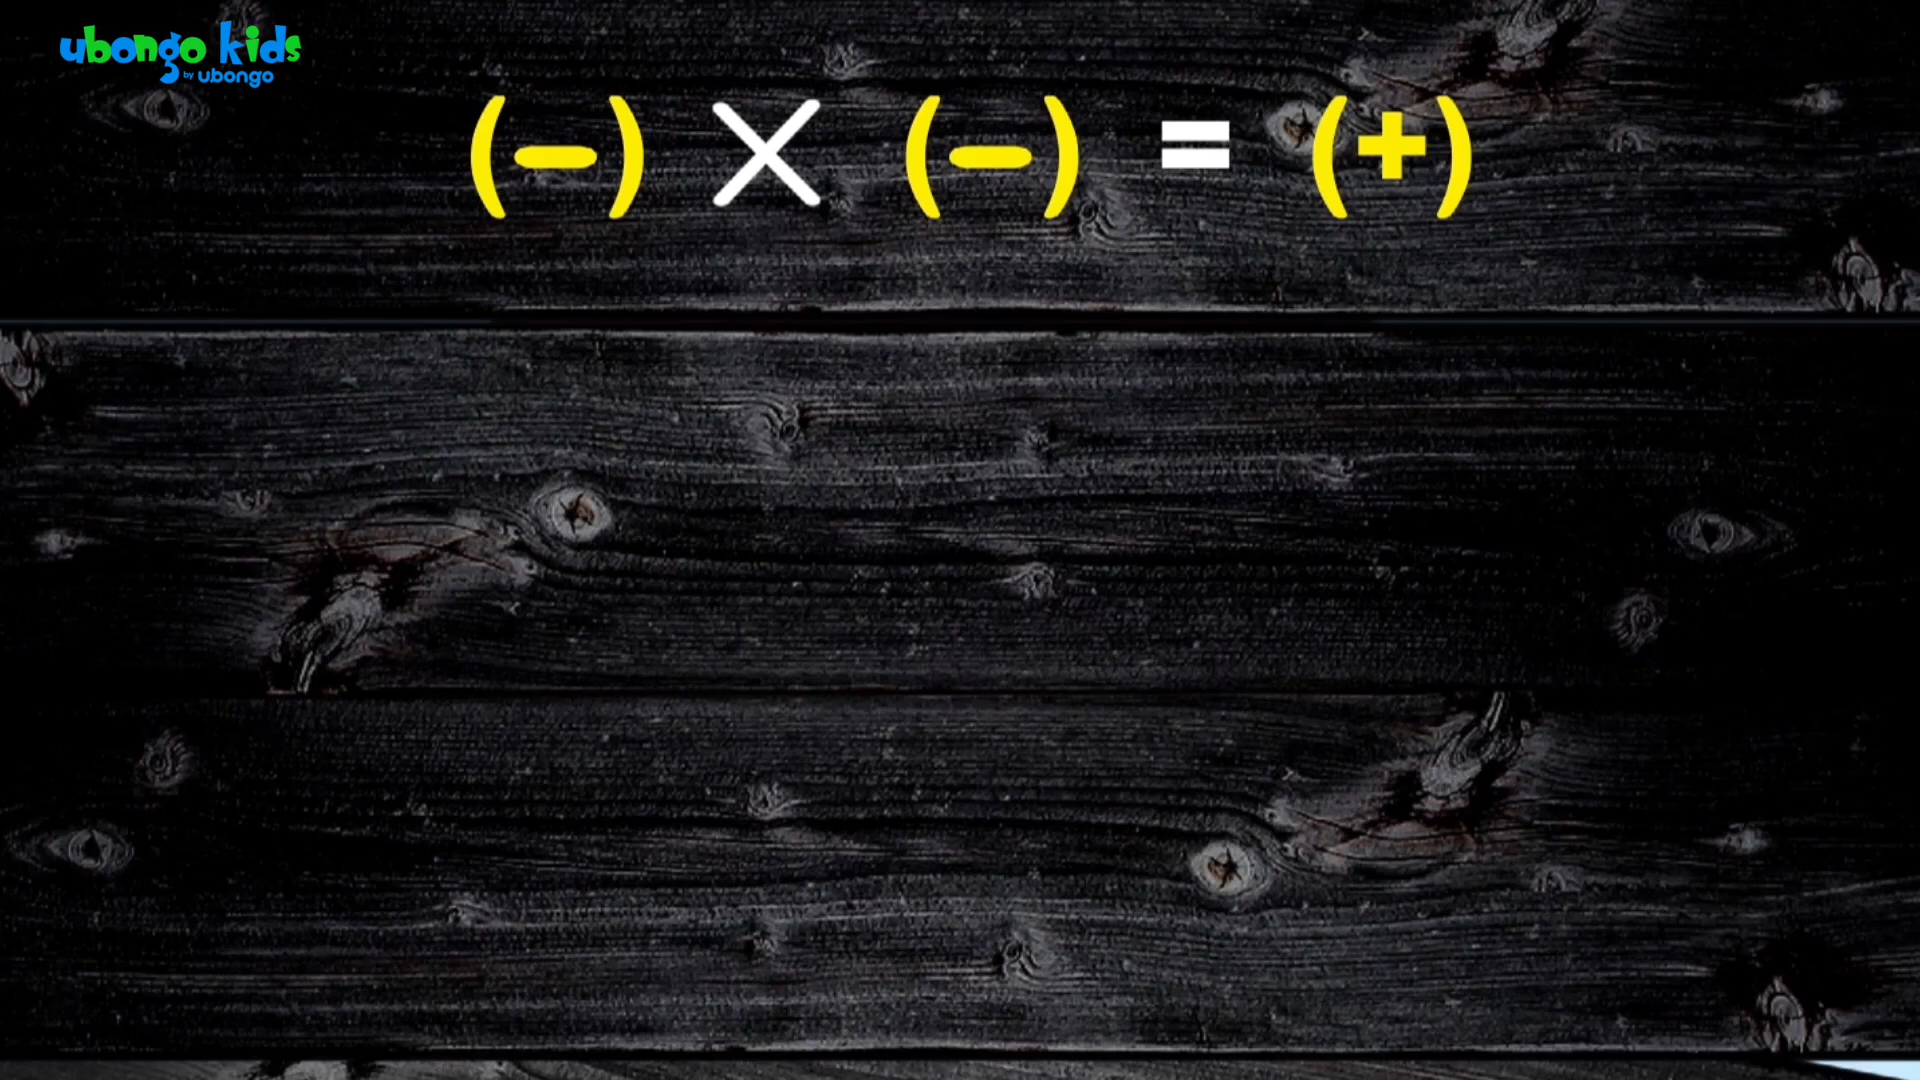 ubongo kids
by ubongo
(-) × (-) = (+)